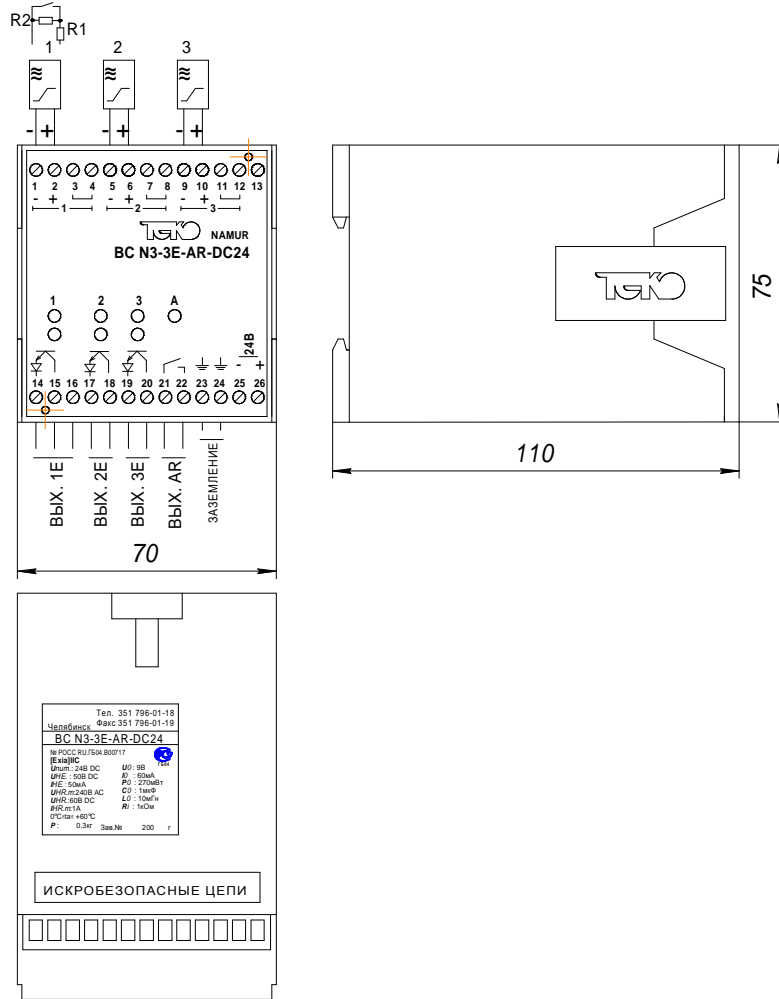 R2
R1
1 2 3
- + - + - +
1 2 3 4 5 6 7 8 9 10 11 12 13
- + - + - +
1 2 3
ТЕКО NAMUR
BC N3-3E-AR-DC24
1 2 3 A
24В
- +
14 15 16 17 18 19 20 21 22 23 24 25 26
ВЫХ. 1Е
ВЫХ. 2Е
ВЫХ. 3Е
ВЫХ. AR
ЗАЗЕМЛЕНИЕ
70
ТЕКО
75
110
Тел. 351 796-01-18
Челябинск Факс 351 796-01-19
BC N3-3E-AR-DC24
№ РОСС RU.ГБ04.В00717
[Exia]IIC
Uпит.: 24В DC
UHE. : 50В DC
IHE. : 50мА
UHR.m:240В AC
UHR.:60В DC
IHR.m:1А
0°C<ta< +60°C
P : 0,3кг
U0 : 9В
I0 : 60мА
P0 : 270мВт
C0 : 1мкФ
L0 : 10мГн
Ri : 1кОм
Зав.№ 200 г
ИСКРОБЕЗОПАСНЫЕ ЦЕПИ